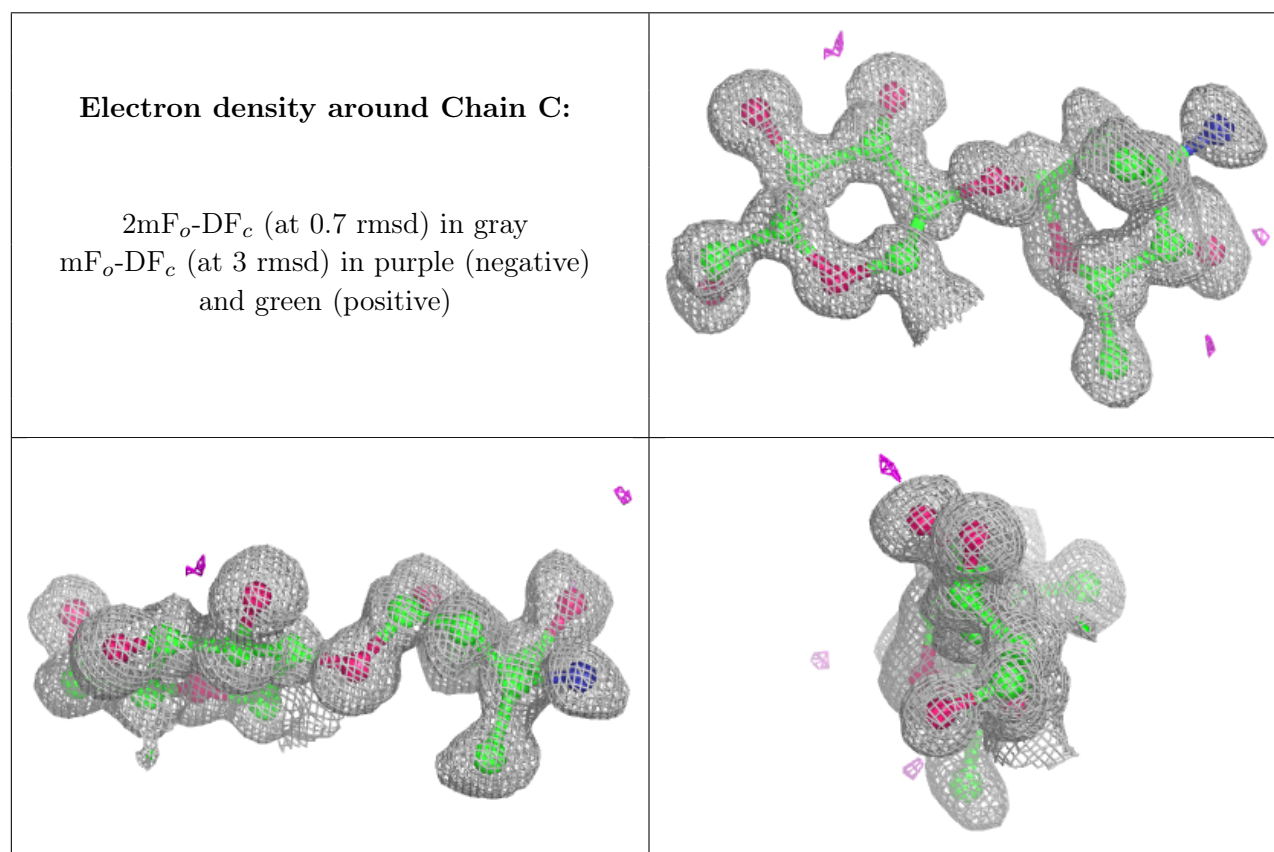 Electron density around Chain C:
2mFo-DFc (at 0.7 rmsd) in gray
mFo-DFc (at 3 rmsd) in purple (negative)
and green (positive)